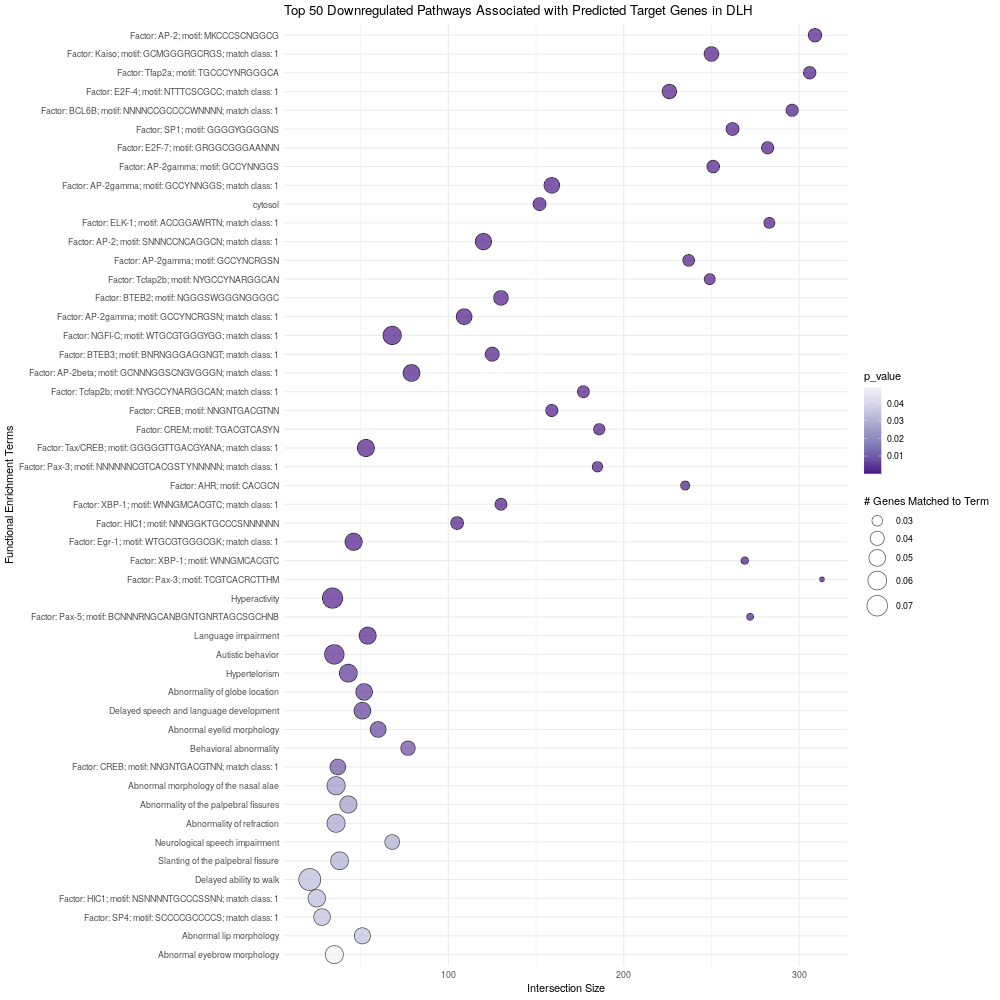 Top 50 Downregulated Pathways Associated with Predicted Target Genes in DLH
Functional Enrichment Terms
Factor: AP-2; motif: MKCCCSCNGGCG
Factor: Kaiso; motif: GCMGGGRGCRGS; match class: 1
Factor: Tfap2a; motif: TGCCCYNRGGGCA
Factor: E2F-4; motif: NTTTCSCGCC; match class: 1
Factor: BCL6B; motif: NNNNCCGCCCCWNNNN; match class: 1
Factor: SP1; motif: GGGGYGGGGNS
Factor: E2F-7; motif: GRGGCGGGAANNN
Factor: AP-2gamma; motif: GCCYNNGGS
Factor: AP-2gamma; motif: GCCYNNGGS; match class: 1
cytosol
Factor: ELK-1; motif: ACCGGAWRTN; match class: 1
Factor: AP-2; motif: SNNNCCNCAGGCN; match class: 1
Factor: AP-2gamma; motif: GCCYNCRGSN
Factor: Tcfap2b; motif: NYGCCYNARGGCAN
Factor: BTEB2; motif: NGGGSWGGGNGGGGC
Factor: AP-2gamma; motif: GCCYNCRGSN; match class: 1
Factor: NGFI-C; motif: WTGCGTGGGYGG; match class: 1
Factor: BTEB3; motif: BNRNGGGAGGNGT; match class: 1
Factor: AP-2beta; motif: GCNNNGGSCNGVGGGN; match class: 1
Factor: Tcfap2b; motif: NYGCCYNARGGCAN; match class: 1
Factor: CREB; motif: NNGNTGACGTNN
Factor: CREM; motif: TGACGTCASYN
Factor: Tax/CREB; motif: GGGGGTTGACGYANA; match class: 1
Factor: Pax-3; motif: NNNNNNCGTCACGSTYNNNNN; match class: 1
Factor: AHR; motif: CACGCN
Factor: XBP-1; motif: WNNGMCACGTC; match class: 1
Factor: HIC1; motif: NNNGGKTGCCCSNNNNNN
Factor: Egr-1; motif: WTGCGTGGGCGK; match class: 1
Factor: XBP-1; motif: WNNGMCACGTC
Factor: Pax-3; motif: TCGTCACRCTTHM
Hyperactivity
Factor: Pax-5; motif: BCNNNRNGCANBGNTGNRTAGCSGCHNB
Language impairment
Autistic behavior
Hypertelorism
Abnormality of globe location
Delayed speech and language development
Abnormal eyelid morphology
Behavioral abnormality
Factor: CREB; motif: NNGNTGACGTNN; match class: 1
Abnormal morphology of the nasal alae
Abnormality of the palpebral fissures
Abnormality of refraction
Neurological speech impairment
Slanting of the palpebral fissure
Delayed ability to walk
Factor: HIC1; motif: NSNNNNTGCCCSSNN; match class: 1
Factor: SP4; motif: SCCCCGCCCCS; match class: 1
Abnormal lip morphology
Abnormal eyebrow morphology
100
200
300
Intersection Size
p_value
0.04
0.03
0.02
0.01
# Genes Matched to Term
0.03
0.04
0.05
0.06
0.07